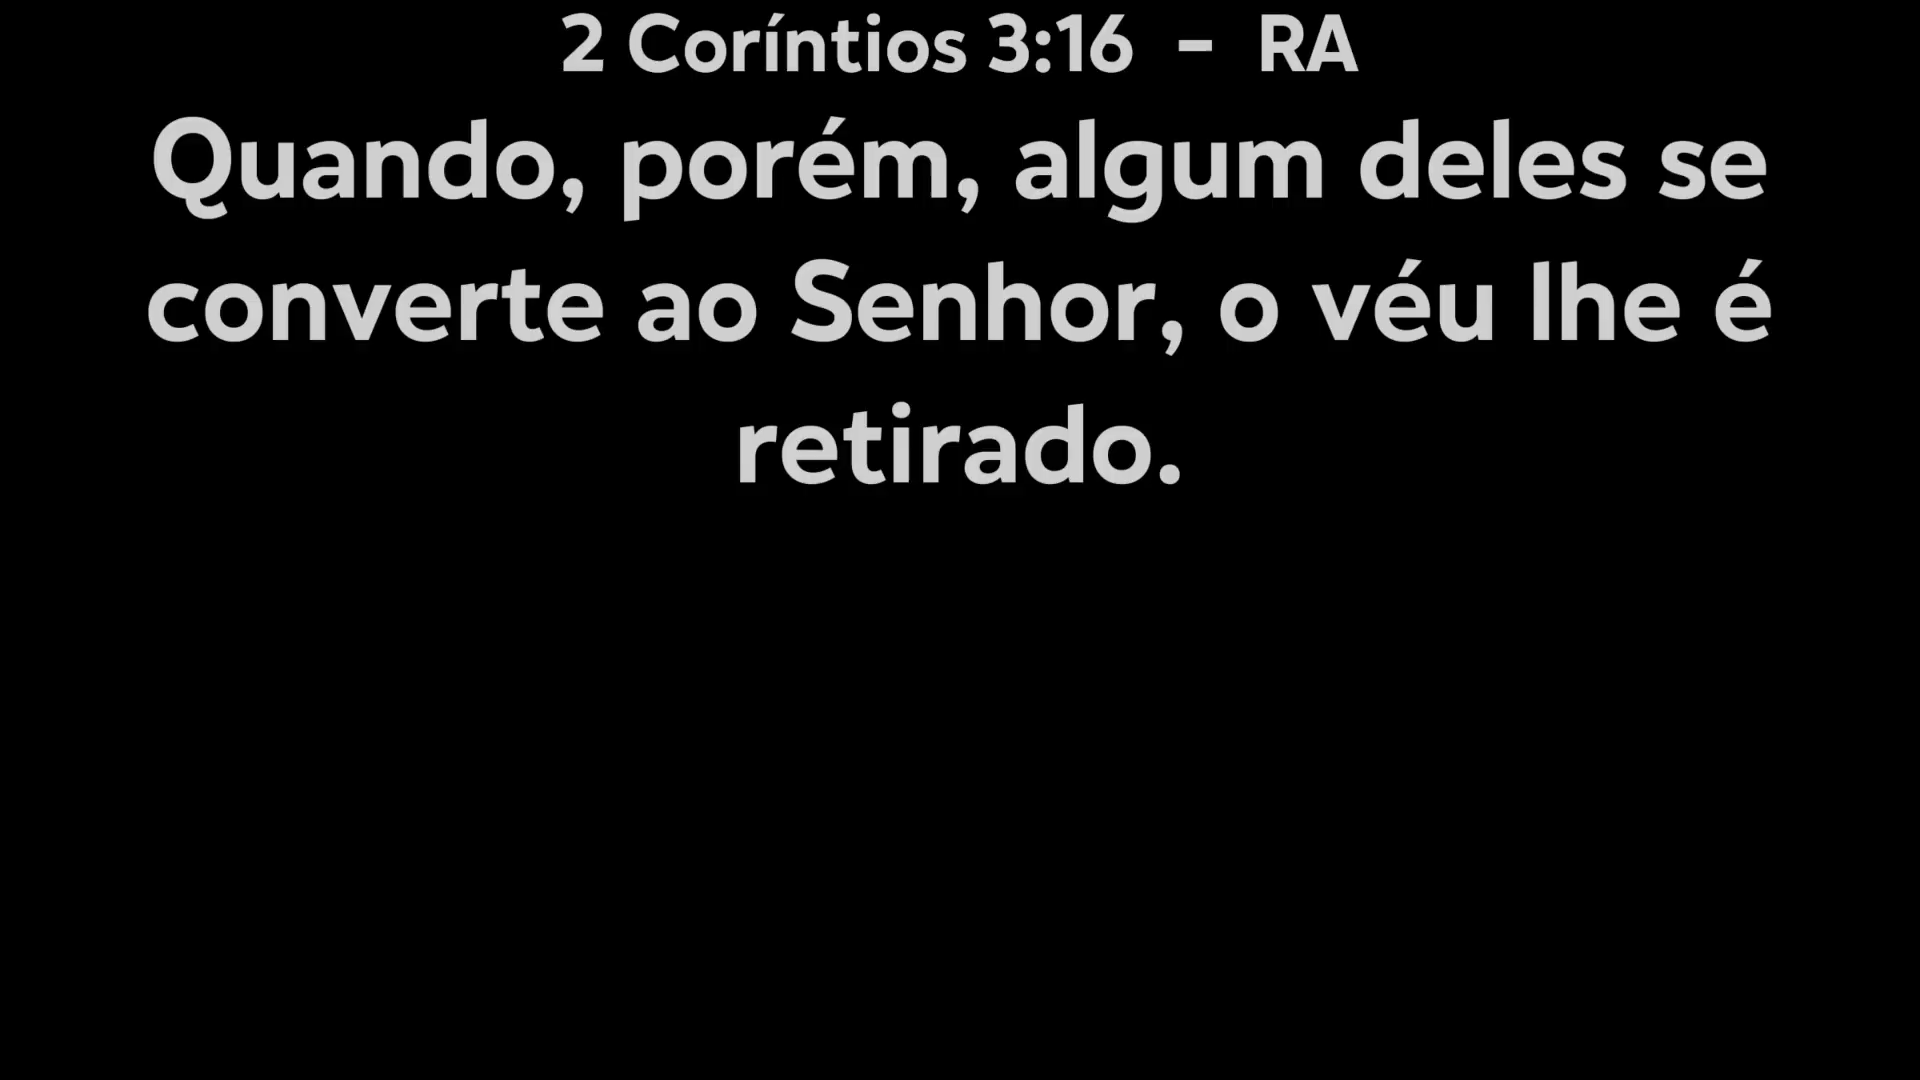 2 Coríntios 3:16 - RA
Quando, porém, algum deles se
converte ao Senhor, o véu lhe é
retirado.